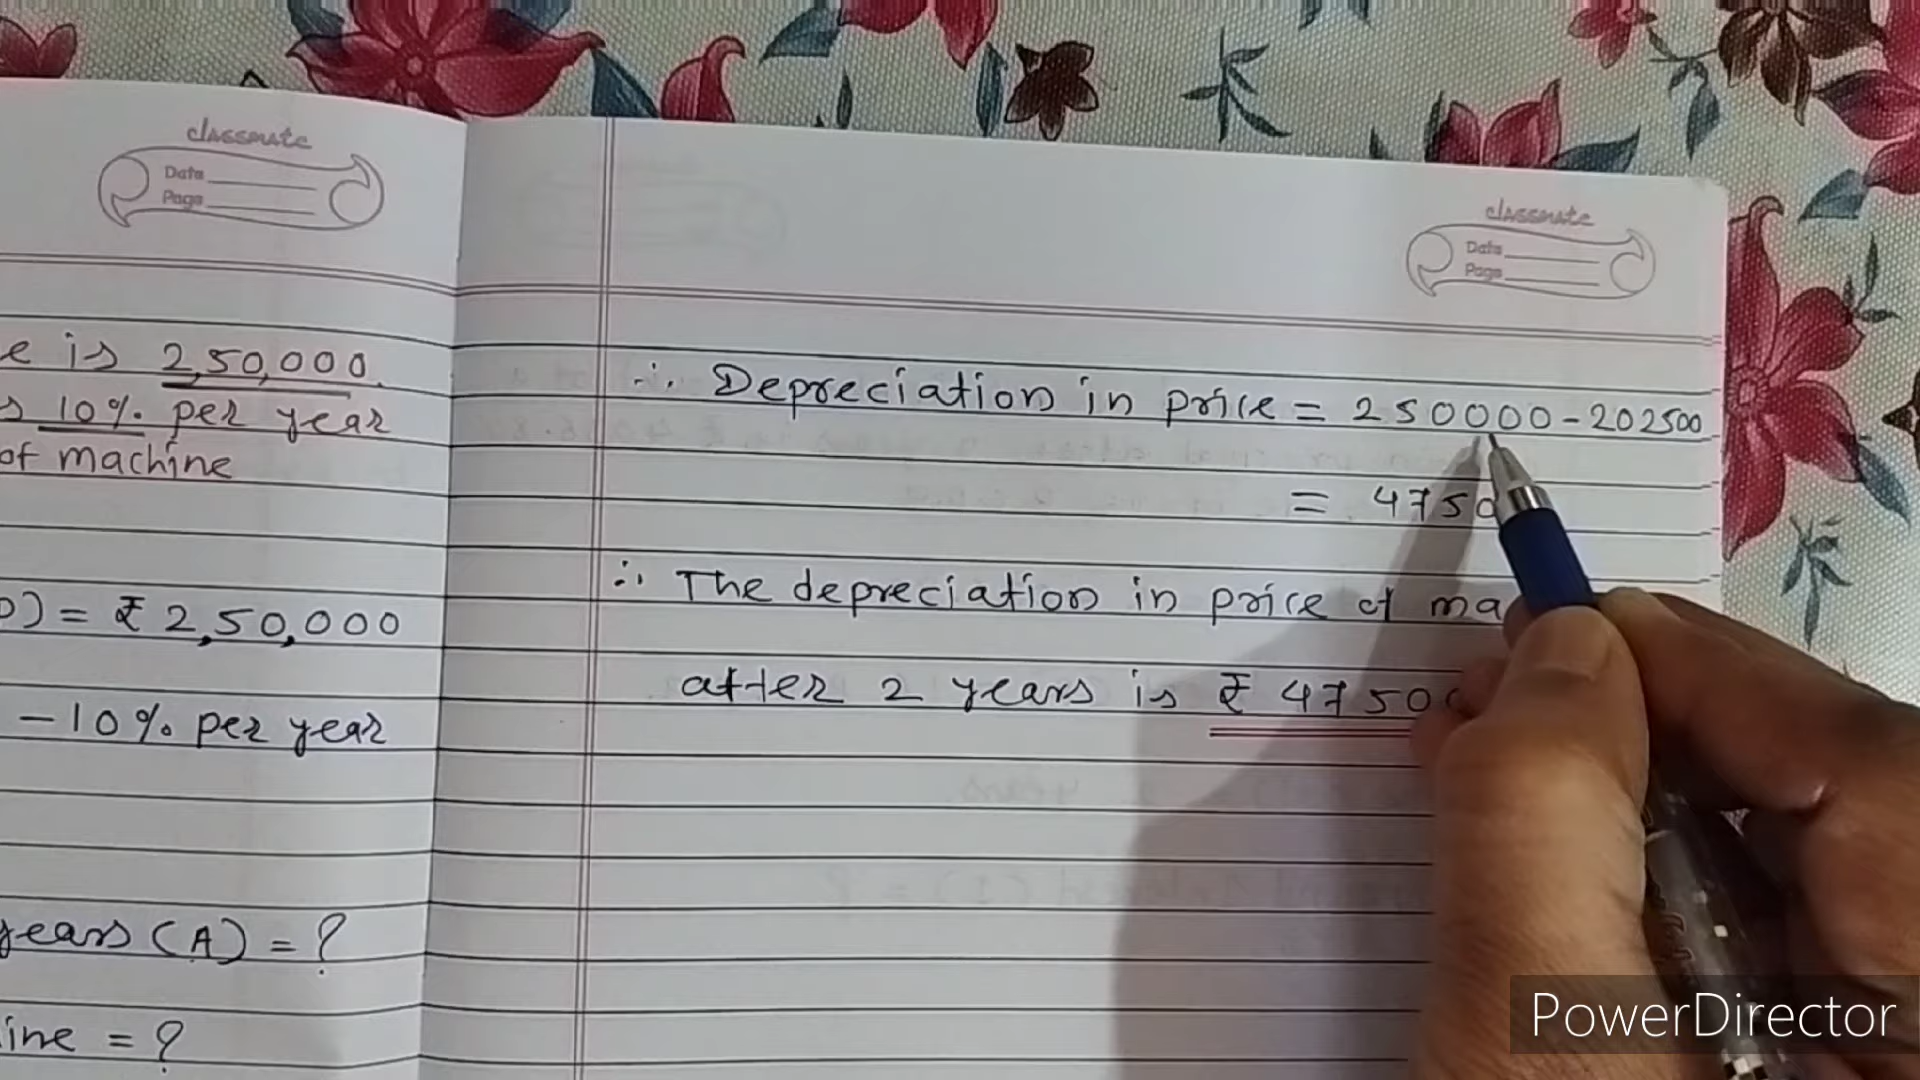 classmate
Date
Page
e is 2,50,000.
s 10% per year
of machine
) = ₹ 2,50,000
-10% per year
years (A) = ?
ine = ?
classmate
Date
Page
∴ Depreciation in price = 250000-202500
= 4750
∴ The depreciation in price of ma
after 2 years is ₹ 4750
PowerDirector